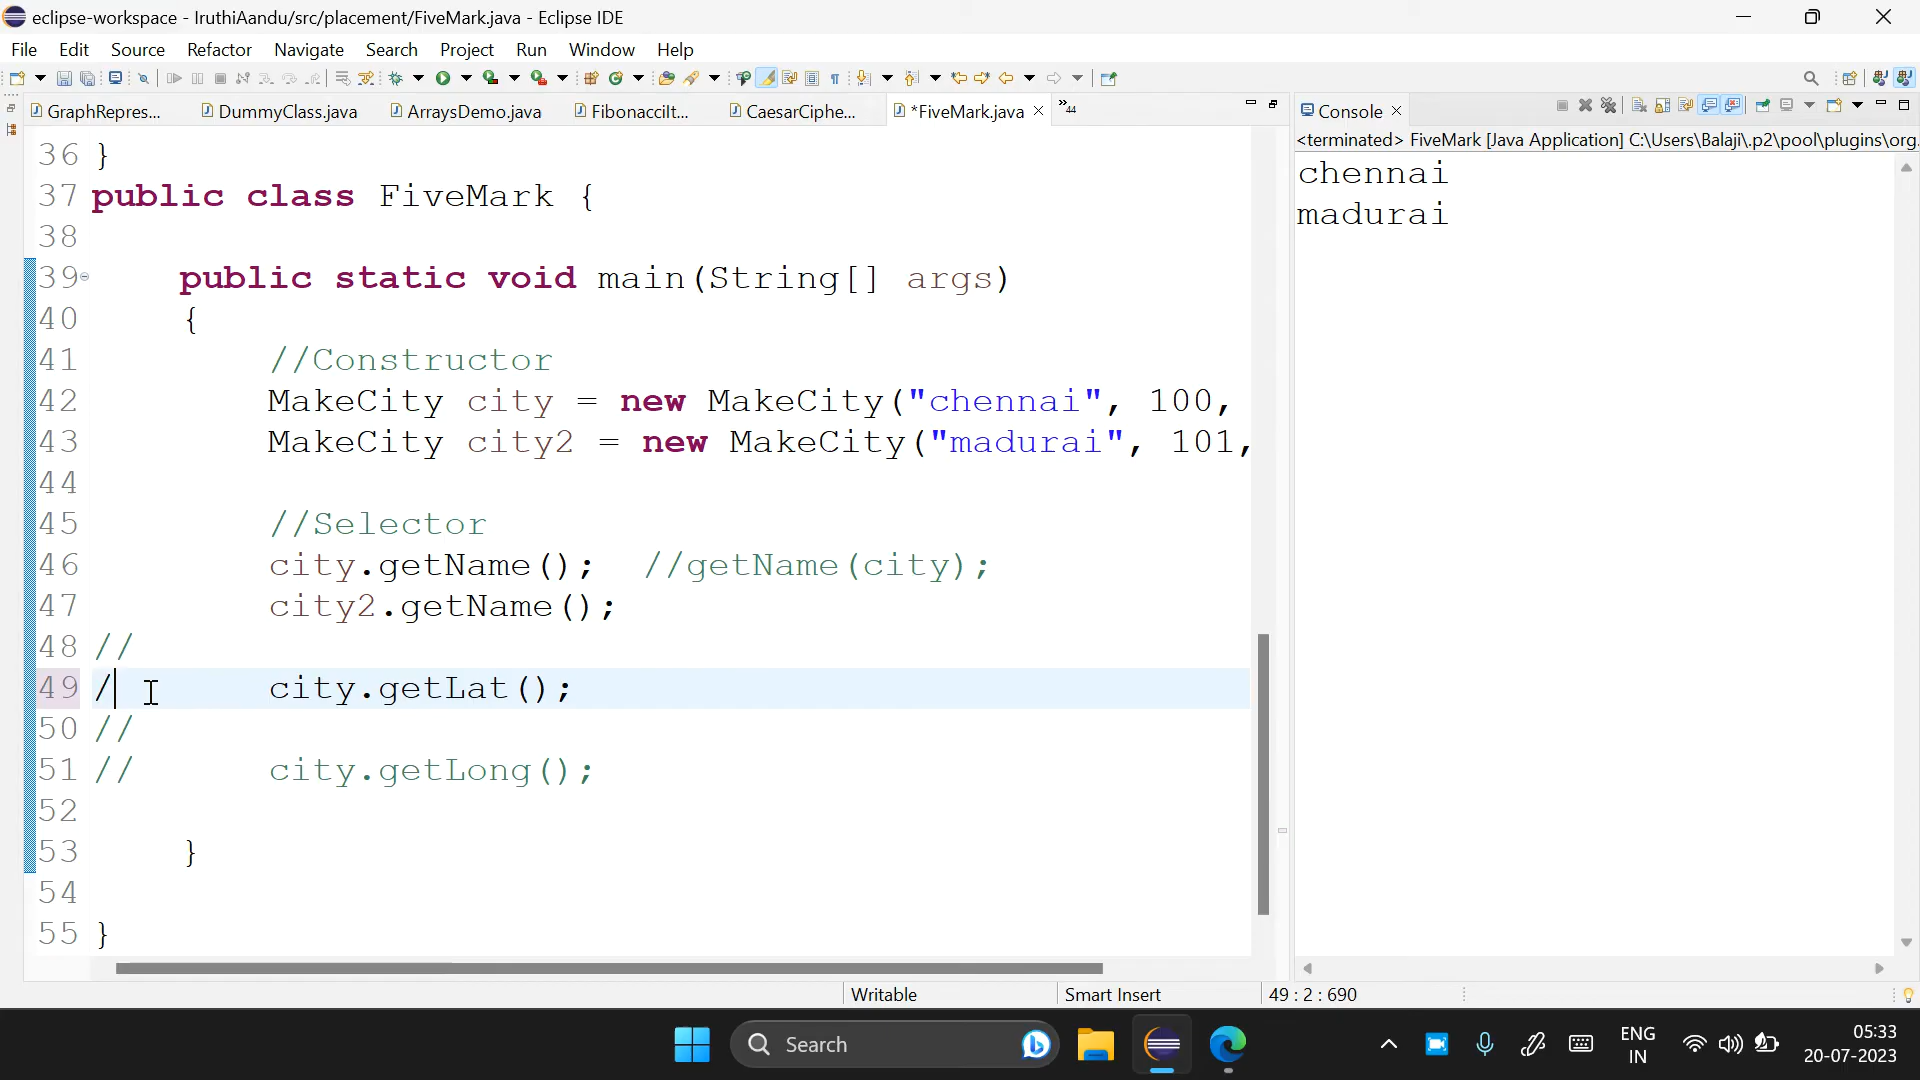 eclipse-workspace - IruthiAandu/src/placement/FiveMark.java - Eclipse IDE
File Edit Source Refactor Navigate Search Project Run Window Help
GraphRepres... DummyClass.java ArraysDemo.java FibonacciIt... CaesarCiphe... *FiveMark.java »44
Console
<terminated> FiveMark [Java Application] C:\Users\Balaji\.p2\pool\plugins\org.
chennai
madurai
36 }
37 public class FiveMark {
38
39 public static void main(String[] args)
40 {
41 //Constructor
42 MakeCity city = new MakeCity("chennai", 100,
43 MakeCity city2 = new MakeCity("madurai", 101,
44
45 //Selector
46 city.getName(); //getName(city);
47 city2.getName();
48 //
49 / city.getLat();
50 //
51 // city.getLong();
52
53 }
54
55 }
Writable Smart Insert 49 : 2 : 690
Search
ENG
IN
05:33
20-07-2023